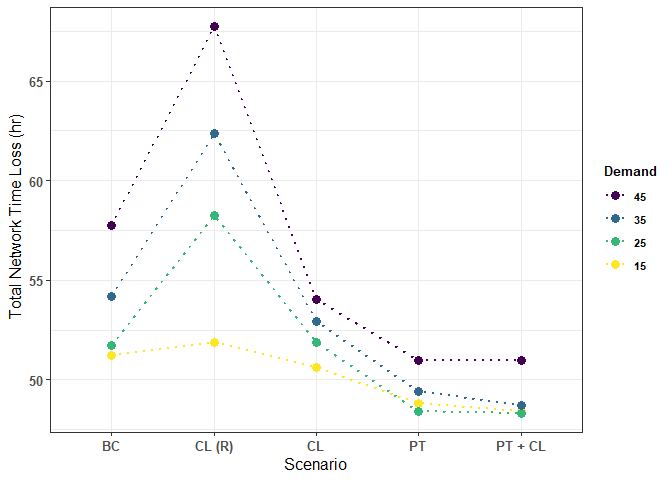 Total Network Time Loss (hr)
65
60
55
50
BC
CL (R)
CL
PT
PT + CL
Scenario
Demand
45
35
25
15